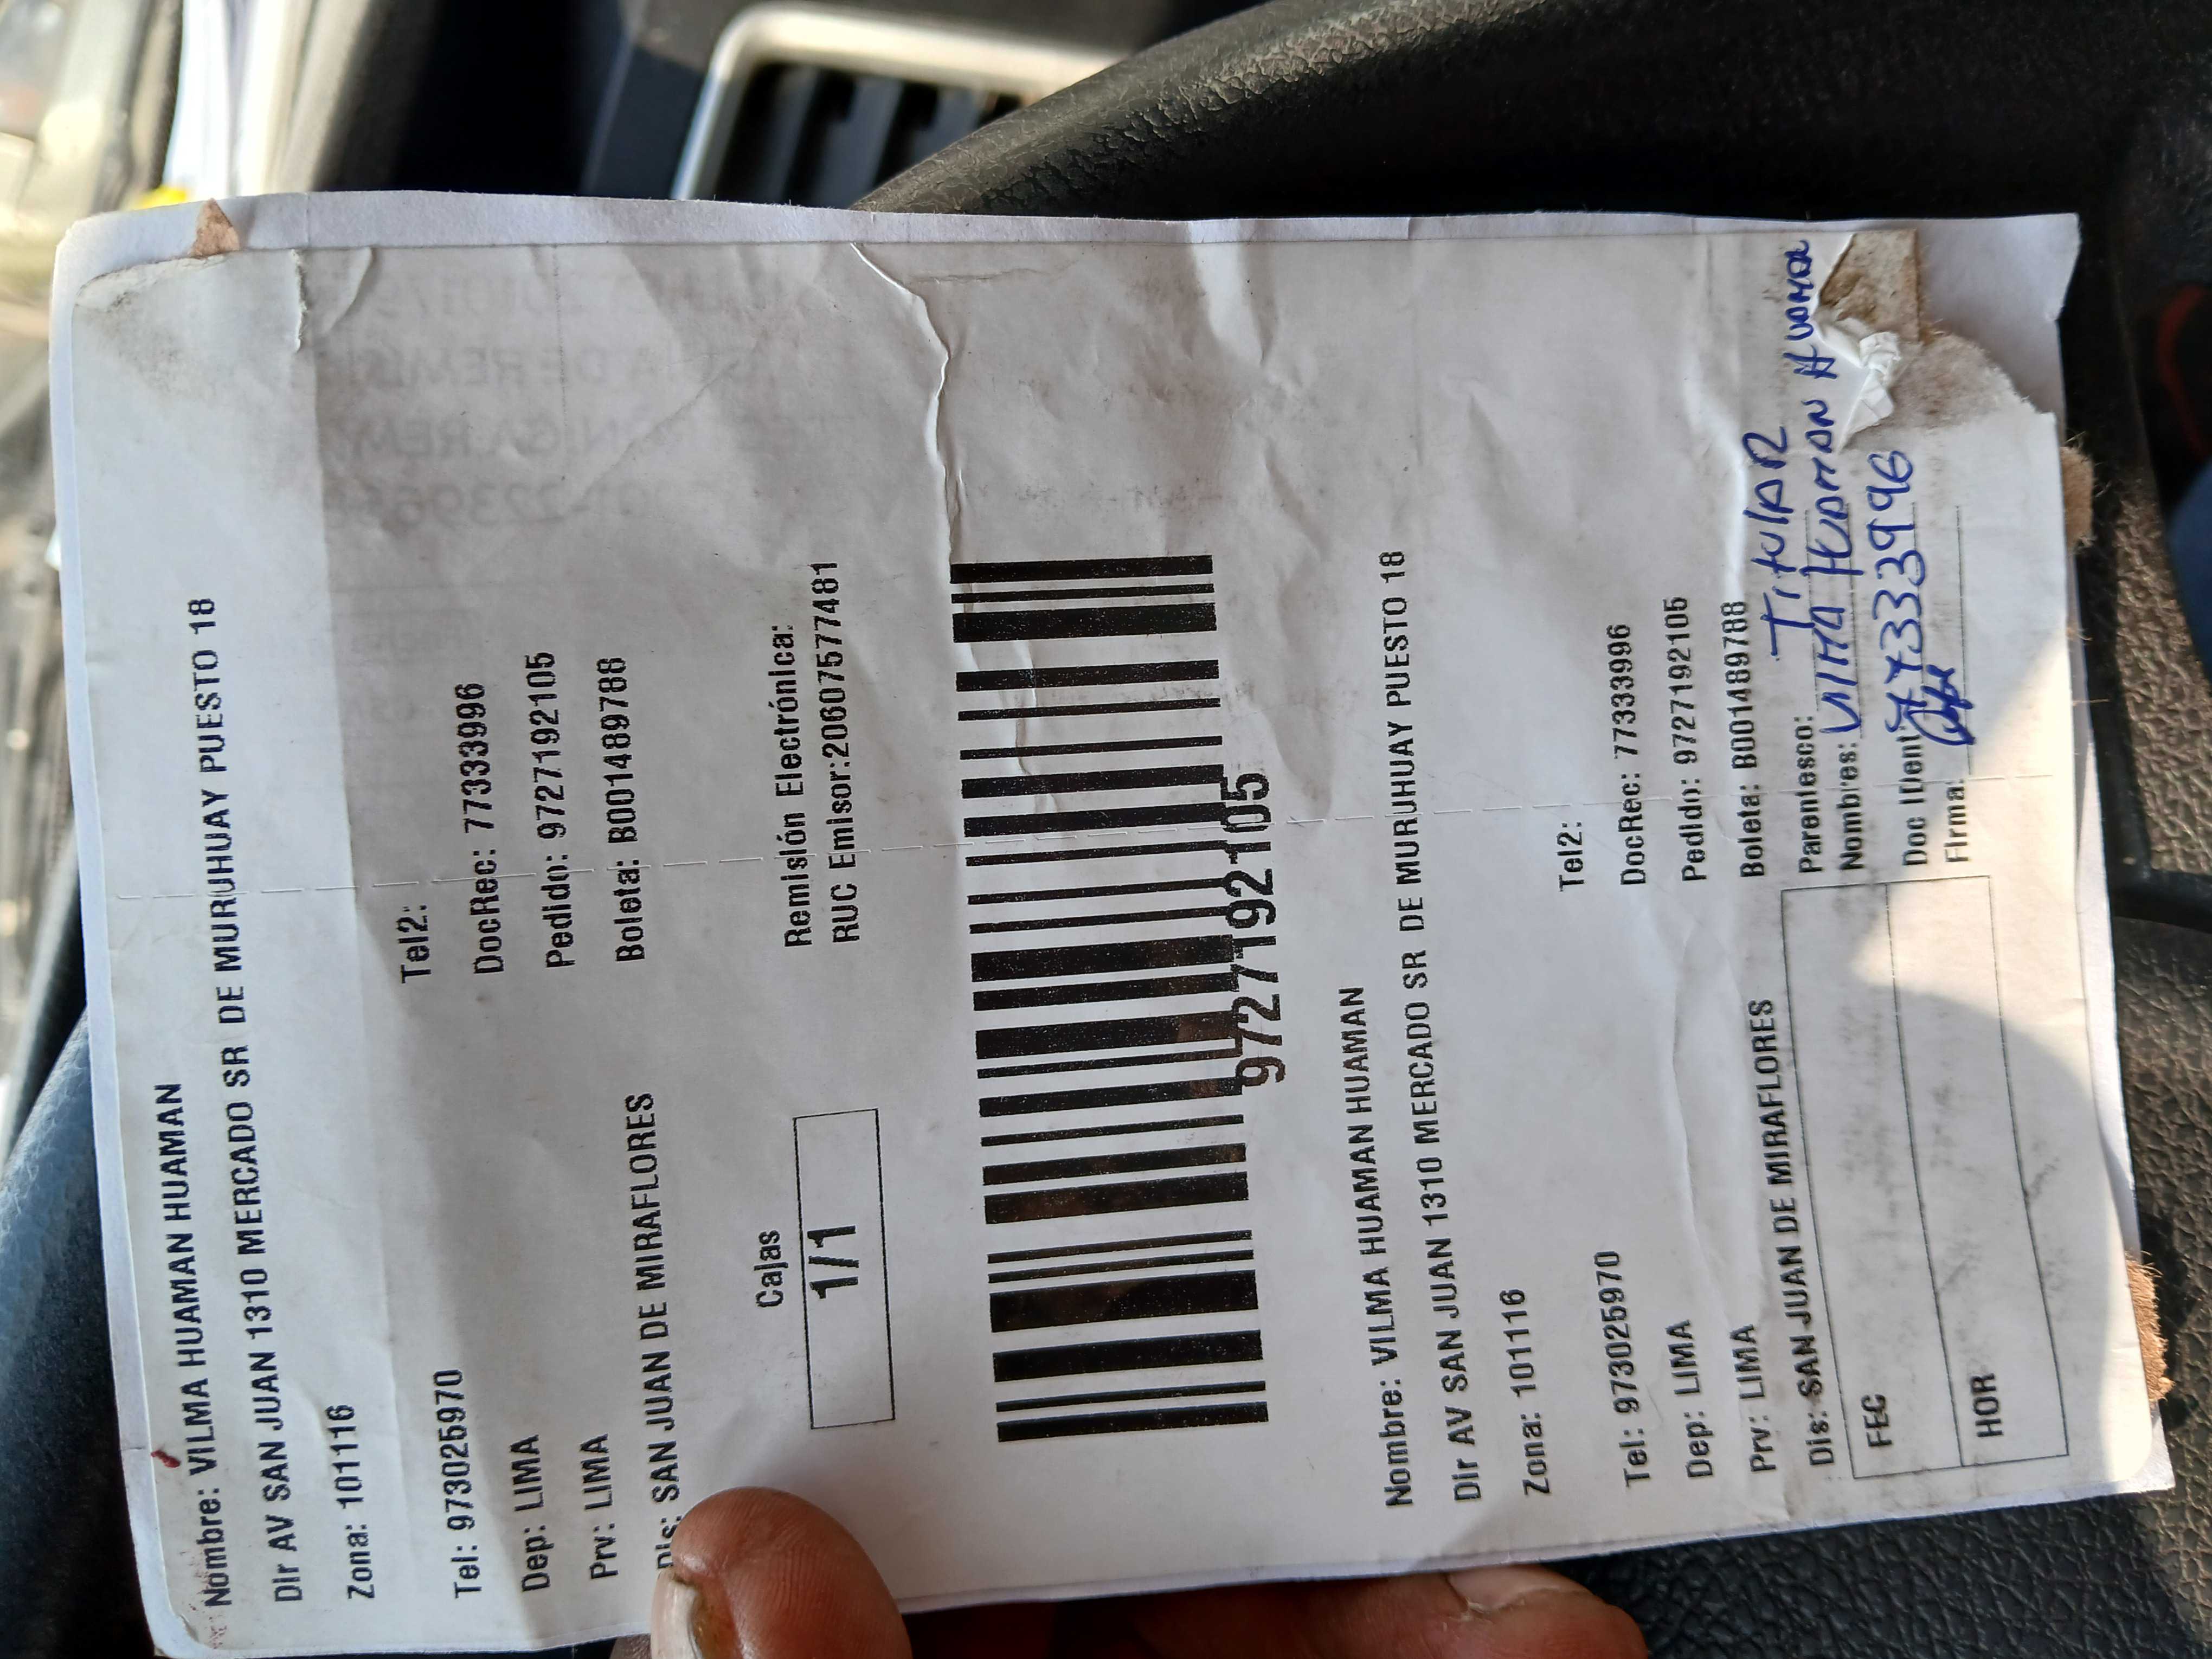 Nombre: VILMA HUAMAN HUAMAN
Dir AV SAN JUAN 1310 MERCADO SR DE MURUHUAY PUESTO 18
Zona: 101116
Tel: 973025970 Tel2:
Dep: LIMA DocRec: 77333996
Prv: LIMA Pedido: 972719105
Dis: SAN JUAN DE MIRAFLORES Boleta: B001489788
Cajas
1/1
Remisión Electrónica:
RUC Emisor:20607577481
9727192105
Nombre: VILMA HUAMAN HUAMAN
Dir AV SAN JUAN 1310 MERCADO SR DE MURUHUAY PUESTO 18
Zona: 101116
Tel2:
Tel: 973025970 DocRec: 77333996
Dep: LIMA Pedido: 9727192105
Prv: LIMA Boleta: B001489788
Dis: SAN JUAN DE MIRAFLORES
Parentesco: Titular
Nombres: VILMA HUAMAN HUAMAN
Doc IDent: 77333996
Firma:
FEC
HOR